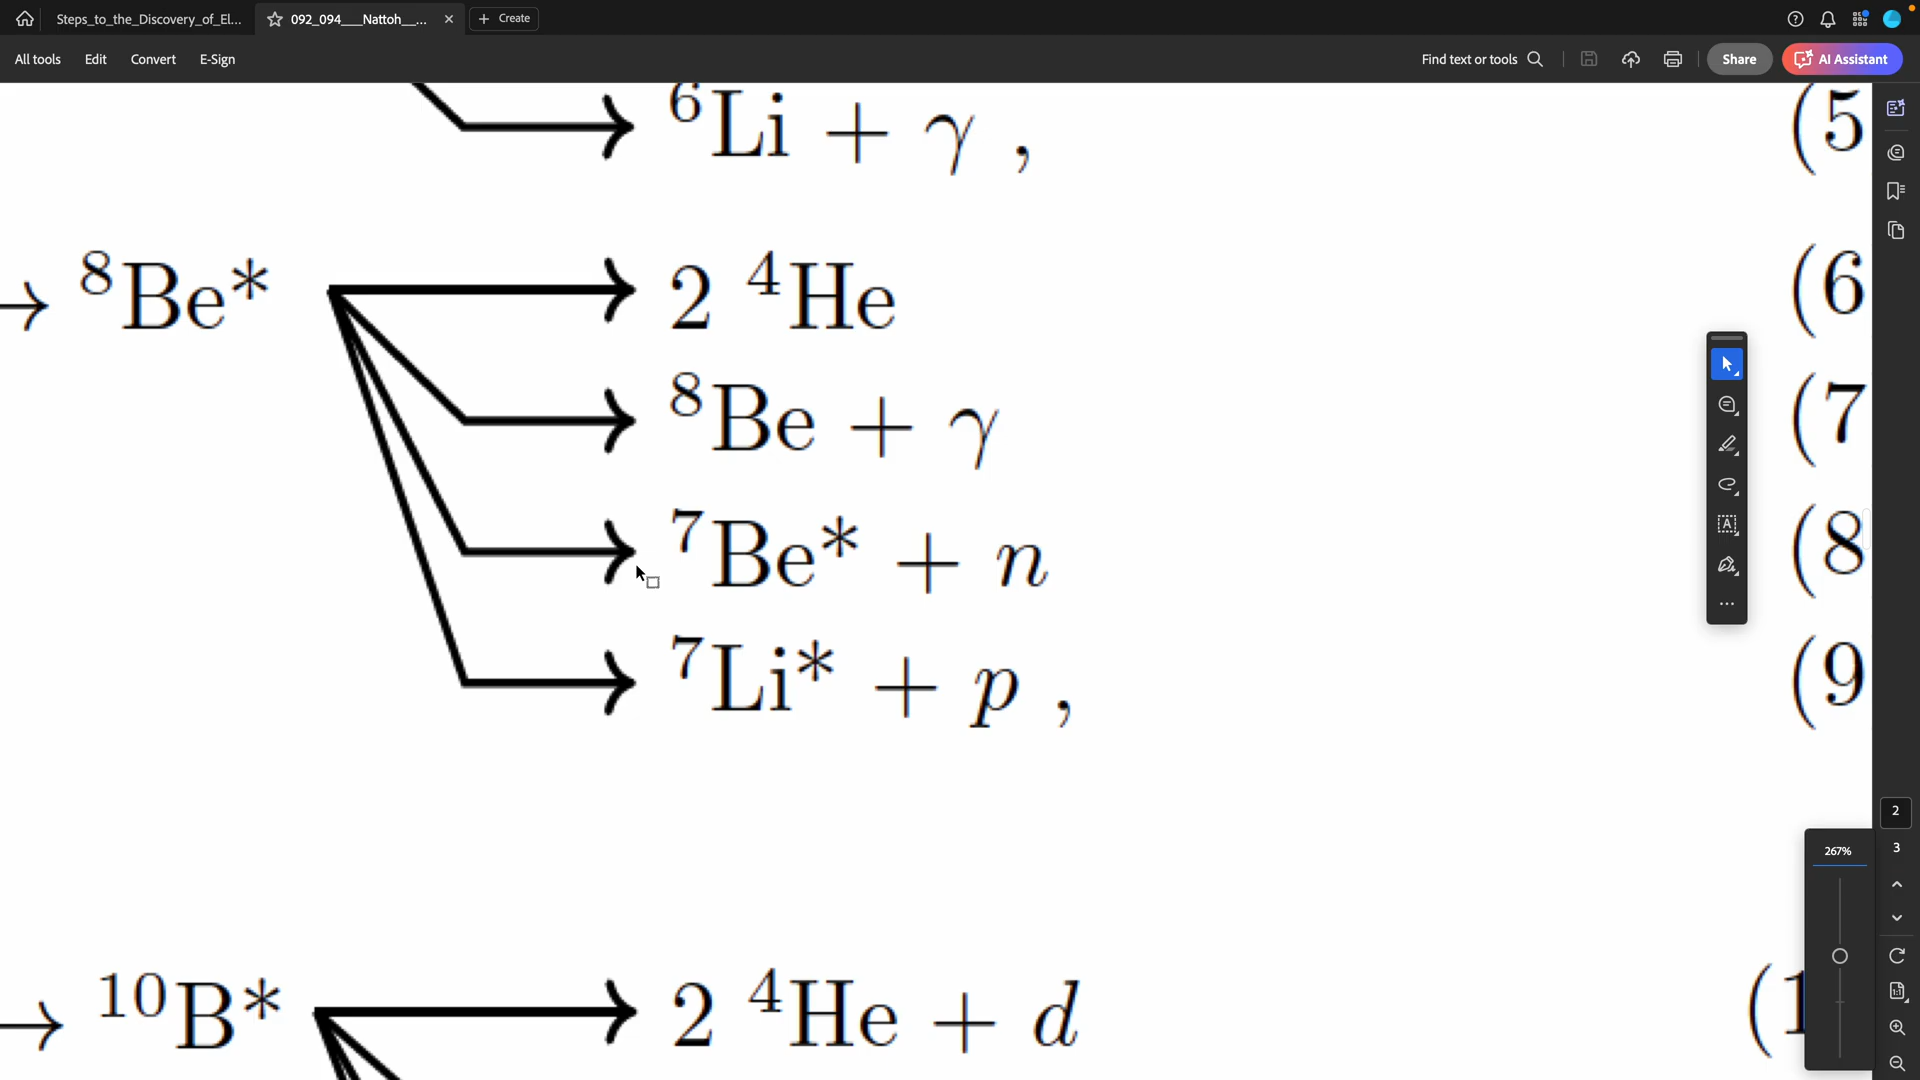 Steps_to_the_Discovery_of_El...
092_094___Nattoh__...
Create
All tools
Edit
Convert
E-Sign
Find text or tools
Share
AI Assistant
⁶Li + γ ,
(5
→ ⁸Be*
2 ⁴He
(6
⁸Be + γ
(7
⁷Be* + n
(8
⁷Li* + p ,
(9
2
267%
3
→ ¹⁰B*
2 ⁴He + d
(1